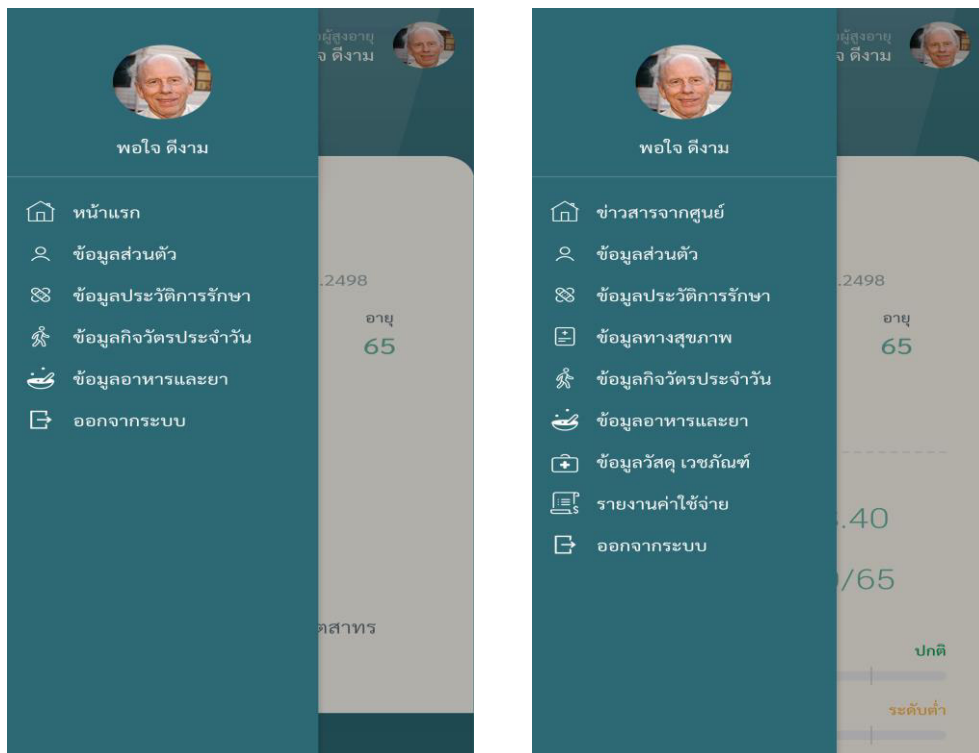 ผู้สูงอายุ
จ ดีงาม
พอใจ ดีงาม
หน้าแรก
ข้อมูลส่วนตัว
ข้อมูลประวัติการรักษา
ข้อมูลกิจวัตรประจำวัน
ข้อมูลอาหารและยา
ออกจากระบบ
.2498
อายุ
65
ตสาทร
ผู้สูงอายุ
จ ดีงาม
พอใจ ดีงาม
ข่าวสารจากศูนย์
ข้อมูลส่วนตัว
ข้อมูลประวัติการรักษา
ข้อมูลทางสุขภาพ
ข้อมูลกิจวัตรประจำวัน
ข้อมูลอาหารและยา
ข้อมูลวัสดุ เวชภัณฑ์
รายงานค่าใช้จ่าย
ออกจากระบบ
.2498
อายุ
65
.40
/65
ปกติ
ระดับต่ำ